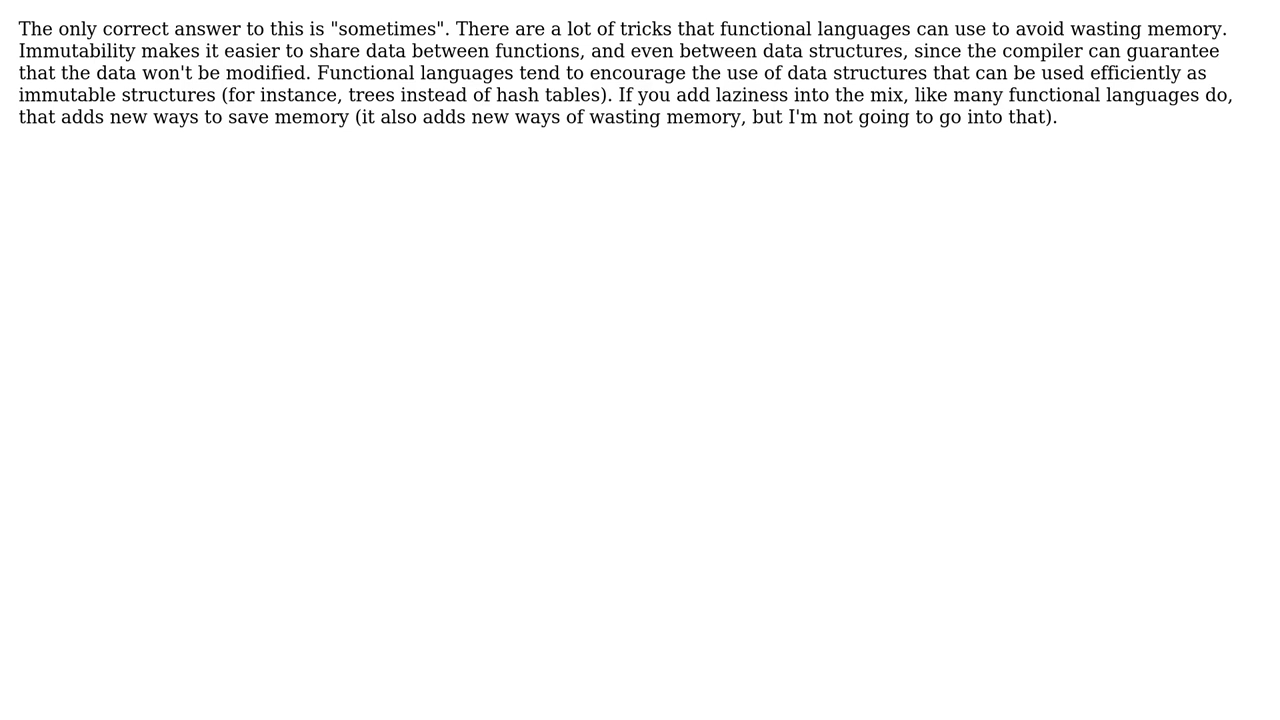 The only correct answer to this is "sometimes". There are a lot of tricks that functional languages can use to avoid wasting memory.
Immutability makes it easier to share data between functions, and even between data structures, since the compiler can guarantee
that the data won't be modified. Functional languages tend to encourage the use of data structures that can be used efficiently as
immutable structures (for instance, trees instead of hash tables). If you add laziness into the mix, like many functional languages do,
that adds new ways to save memory (it also adds new ways of wasting memory, but I'm not going to go into that).